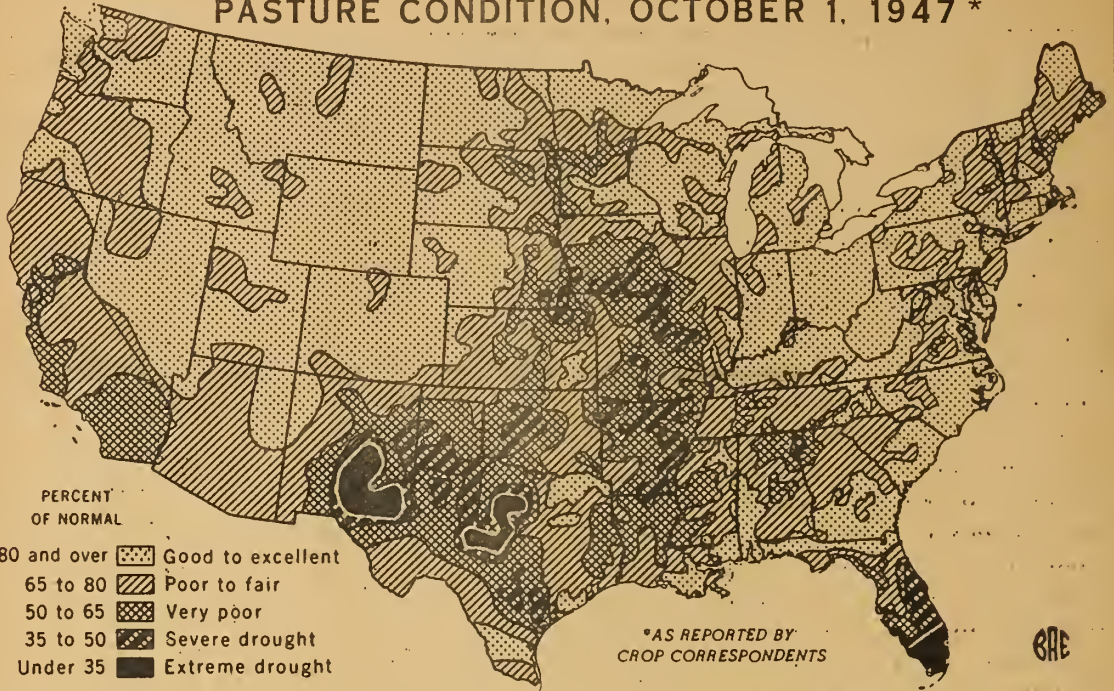 PASTURE CONDITION, OCTOBER 1, 1947*
PERCENT
OF NORMAL
80 and over Good to excellent
65 to 80 Poor to fair
50 to 65 Very poor
35 to 50 Severe drought
Under 35 Extreme drought
*AS REPORTED BY
CROP CORRESPONDENTS
BAE